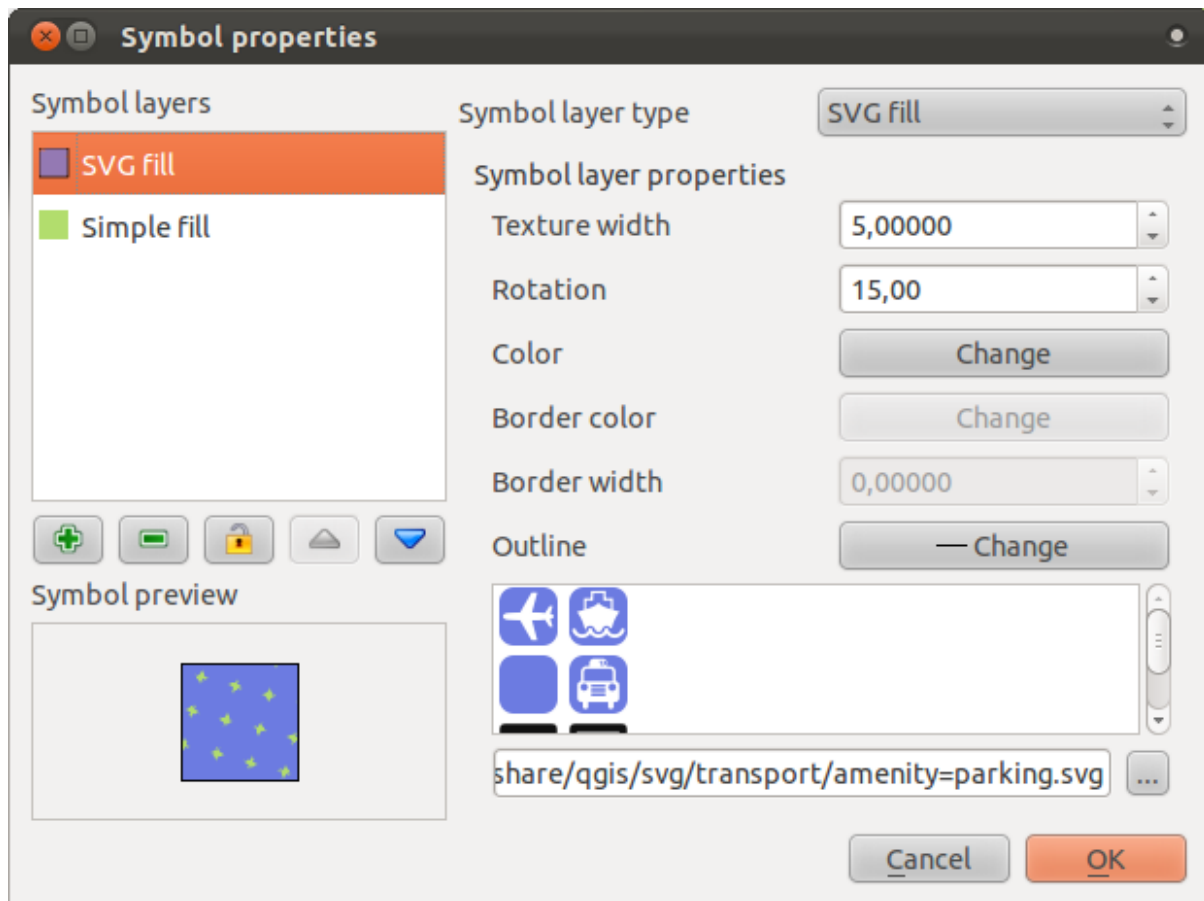 Symbol properties
Symbol layers
SVG fill
Simple fill
Symbol preview
Symbol layer type
SVG fill
Symbol layer properties
Texture width
5,00000
Rotation
15,00
Color
Change
Border color
Change
Border width
0,00000
Outline
Change
share/qgis/svg/transport/amenity=parking.svg
...
Cancel
OK